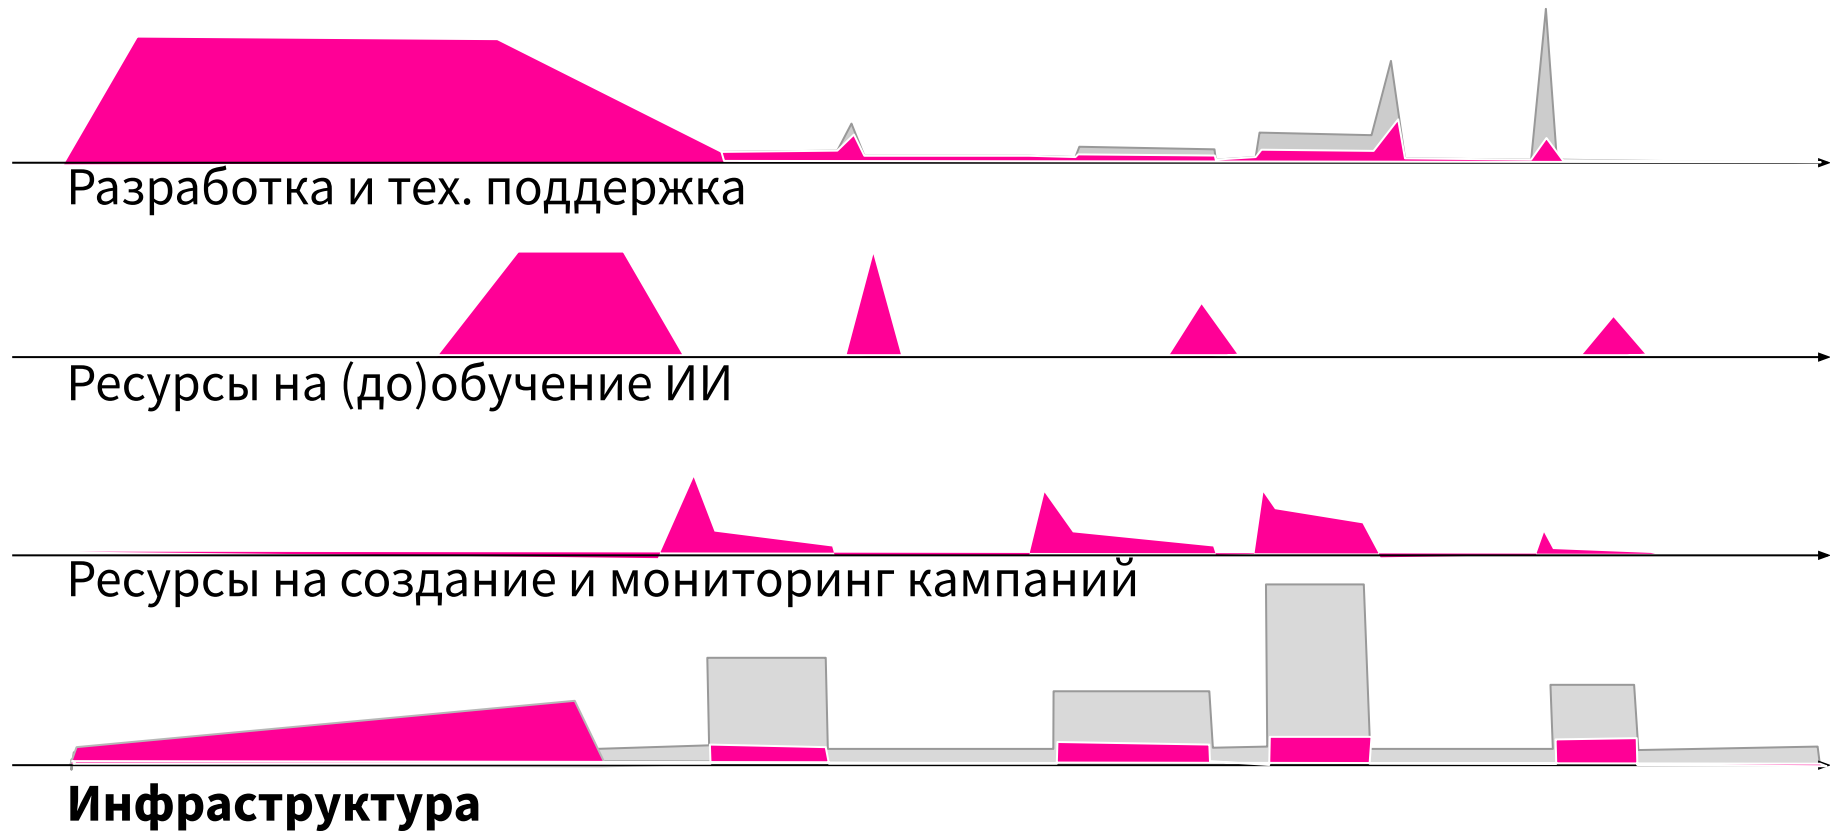 Разработка и тех. поддержка
Ресурсы на (до)обучение ИИ
Ресурсы на создание и мониторинг кампаний
Инфраструктура